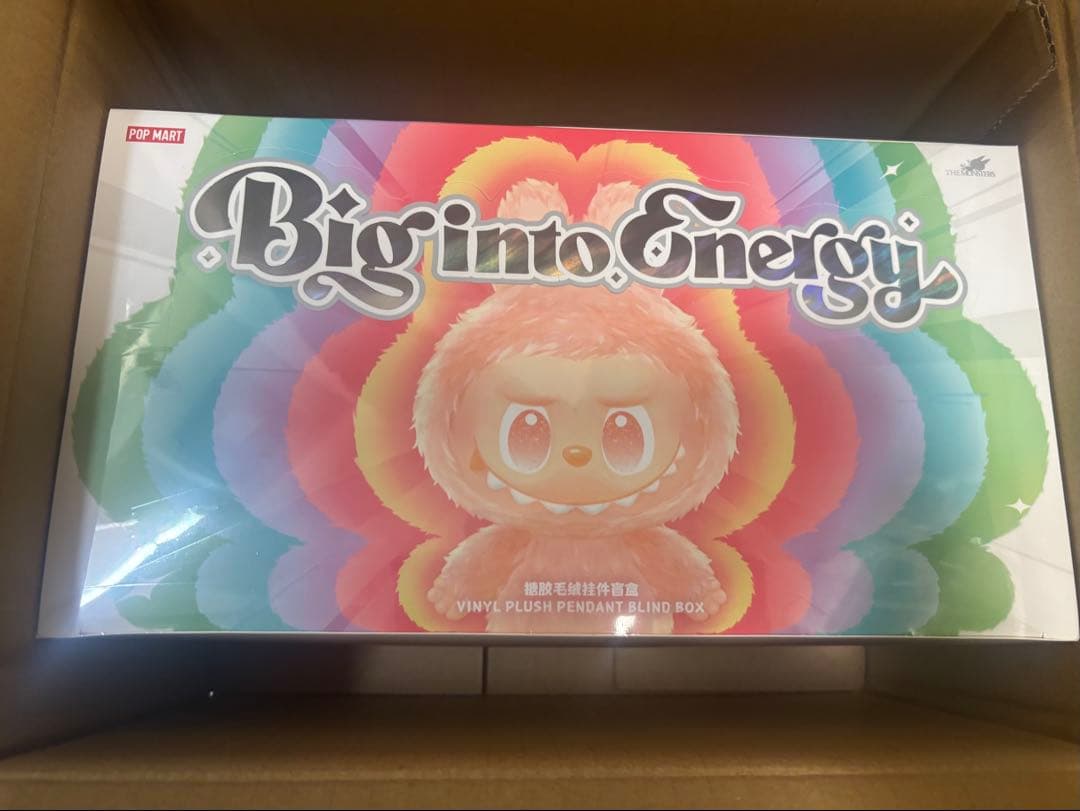 POP MART
THE MONSTERS
Big into Energy
搪胶毛绒挂件盲盒
VINYL PLUSH PENDANT BLIND BOX